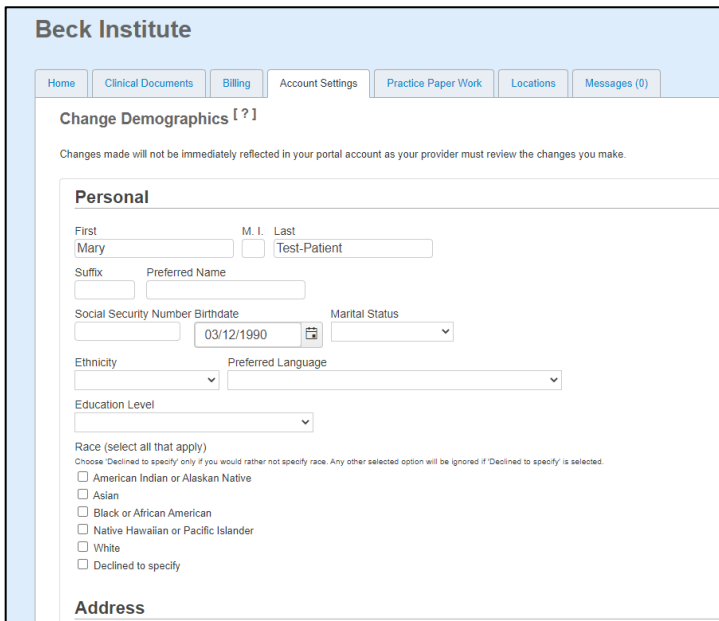 Beck Institute
Home Clinical Documents Billing Account Settings Practice Paper Work Locations Messages (0)
Change Demographics [ ? ]
Changes made will not be immediately reflected in your portal account as your provider must review the changes you make.
Personal
First M. I. Last
Mary Test-Patient
Suffix Preferred Name
Social Security Number Birthdate Marital Status
03/12/1990
Ethnicity Preferred Language
Education Level
Race (select all that apply)
Choose 'Declined to specify' only if you would rather not specify race. Any other selected option will be ignored if 'Declined to specify' is selected.
American Indian or Alaskan Native
Asian
Black or African American
Native Hawaiian or Pacific Islander
White
Declined to specify
Address